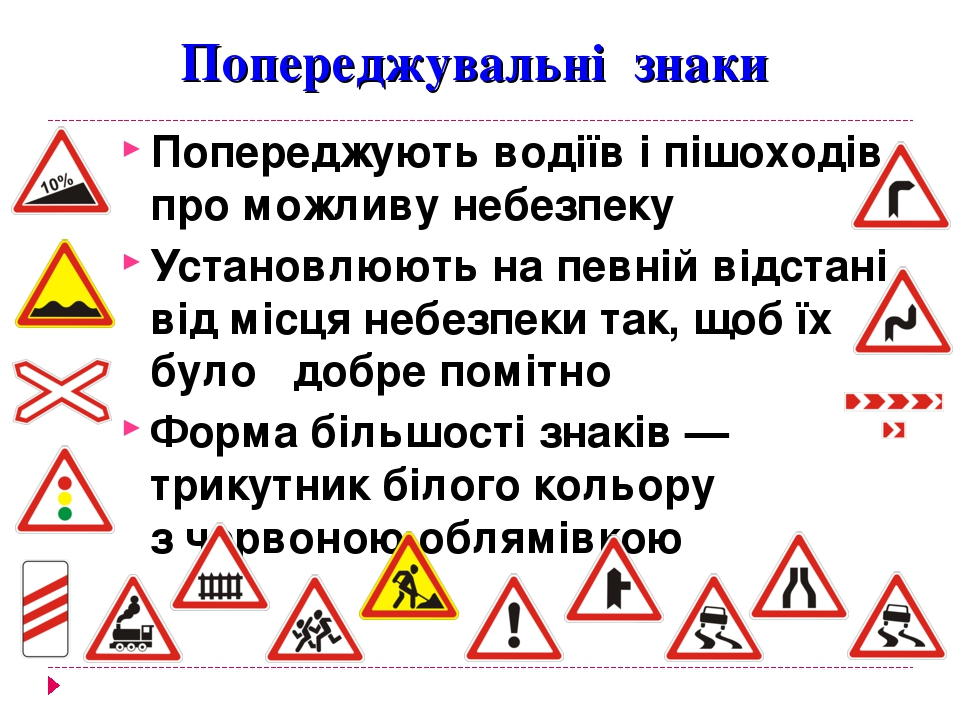 Попереджувальні знаки
Попереджують водіїв і пішоходів
про можливу небезпеку
Установлюють на певній відстані
від місця небезпеки так, щоб їх
було добре помітно
Форма більшості знаків —
трикутник білого кольору
з червоною облямівкою
10%